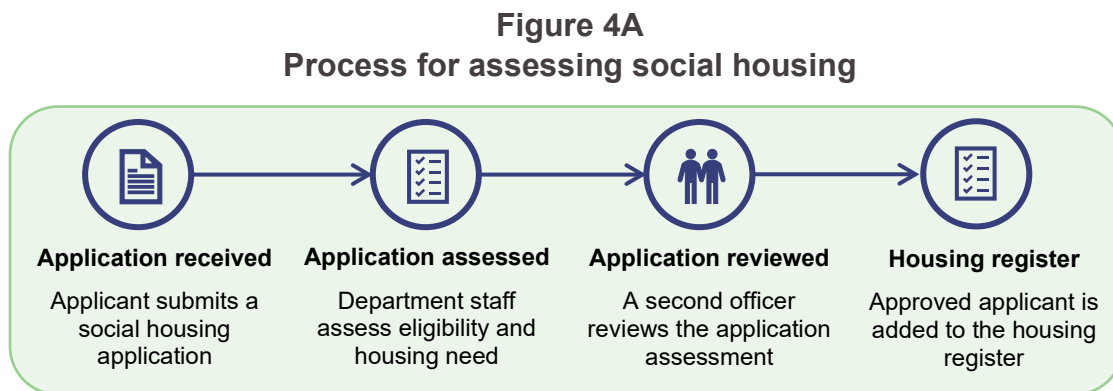 Figure 4A
Process for assessing social housing
Application received
Applicant submits a
social housing
application
Application assessed
Department staff
assess eligibility and
housing need
Application reviewed
A second officer
reviews the application
assessment
Housing register
Approved applicant is
added to the housing
register